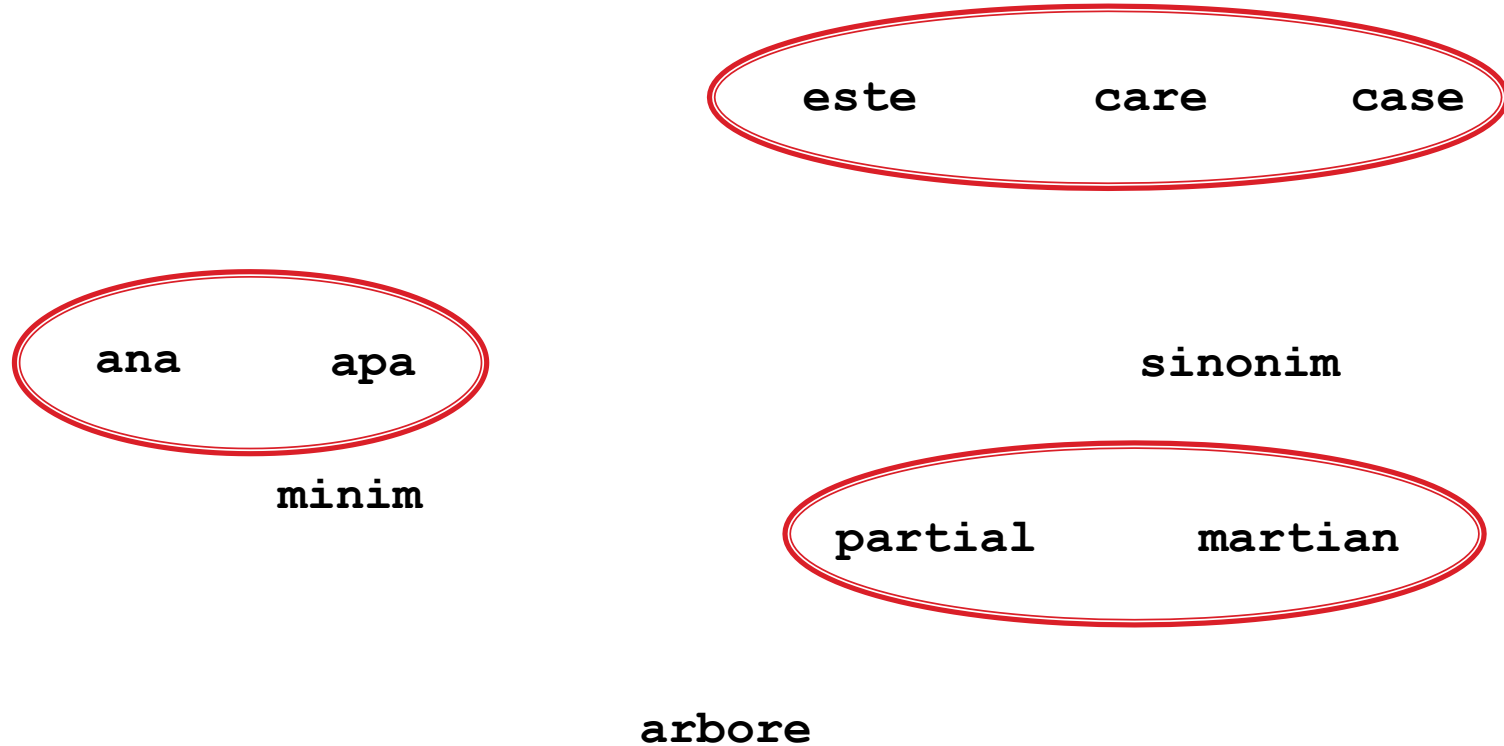 este care case
ana apa
sinonim
minim
partial martian
arbore